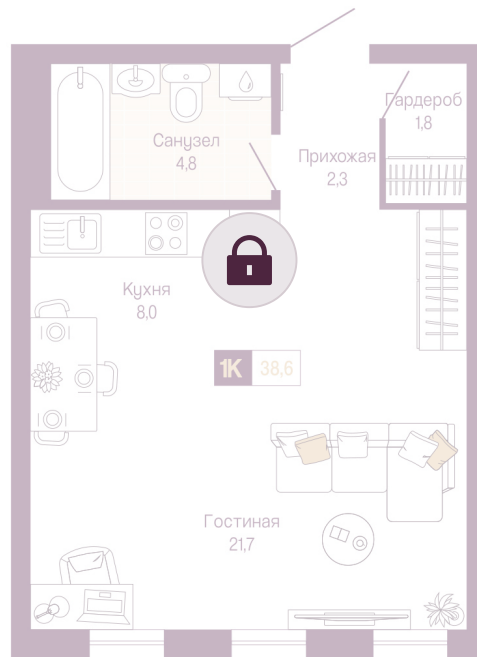 Гардероб
1,8
Санузел
4,8
Прихожая
2,3
Кухня
8,0
1К 38,6
Гостиная
21,7